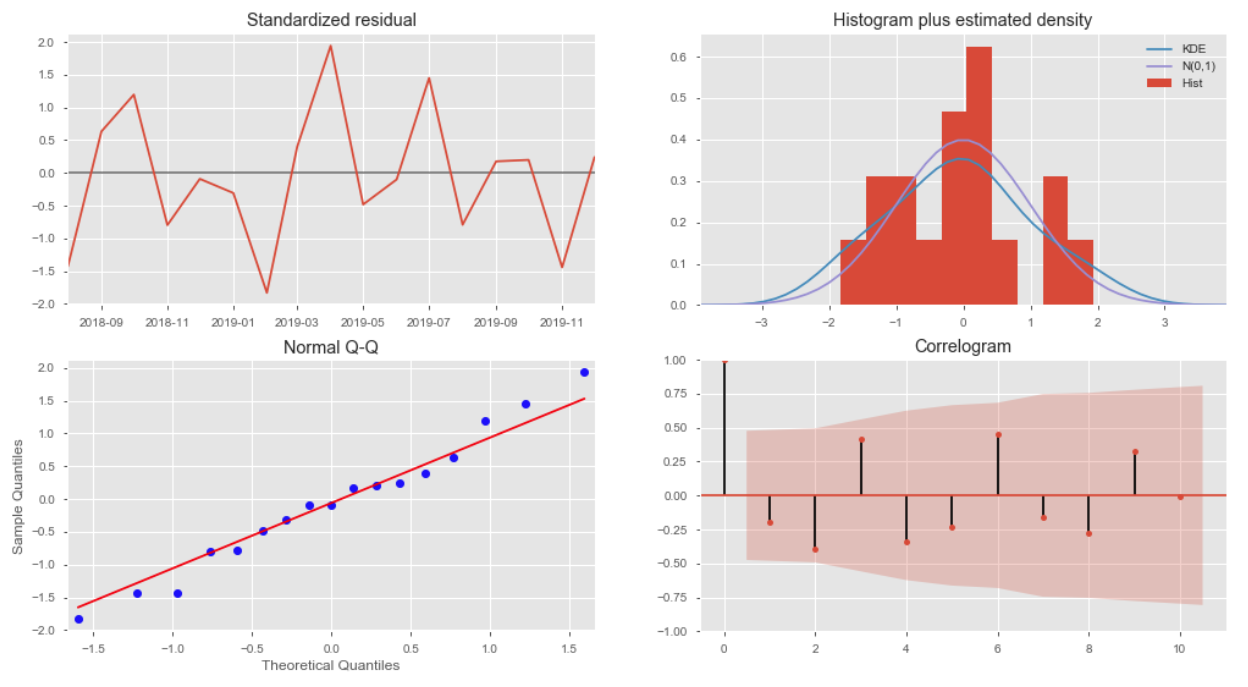 Standardized residual
2.0
1.5
1.0
0.5
0.0
−0.5
−1.0
−1.5
−2.0
2018-09 2018-11 2019-01 2019-03 2019-05 2019-07 2019-09 2019-11
Histogram plus estimated density
KDE
N(0,1)
Hist
0.6
0.5
0.4
0.3
0.2
0.1
0.0
−3 −2 −1 0 1 2 3
Normal Q-Q
Sample Quantiles
2.0
1.5
1.0
0.5
0.0
−0.5
−1.0
−1.5
−2.0
−1.5 −1.0 −0.5 0.0 0.5 1.0 1.5
Theoretical Quantiles
Correlogram
1.00
0.75
0.50
0.25
0.00
−0.25
−0.50
−0.75
−1.00
0 2 4 6 8 10